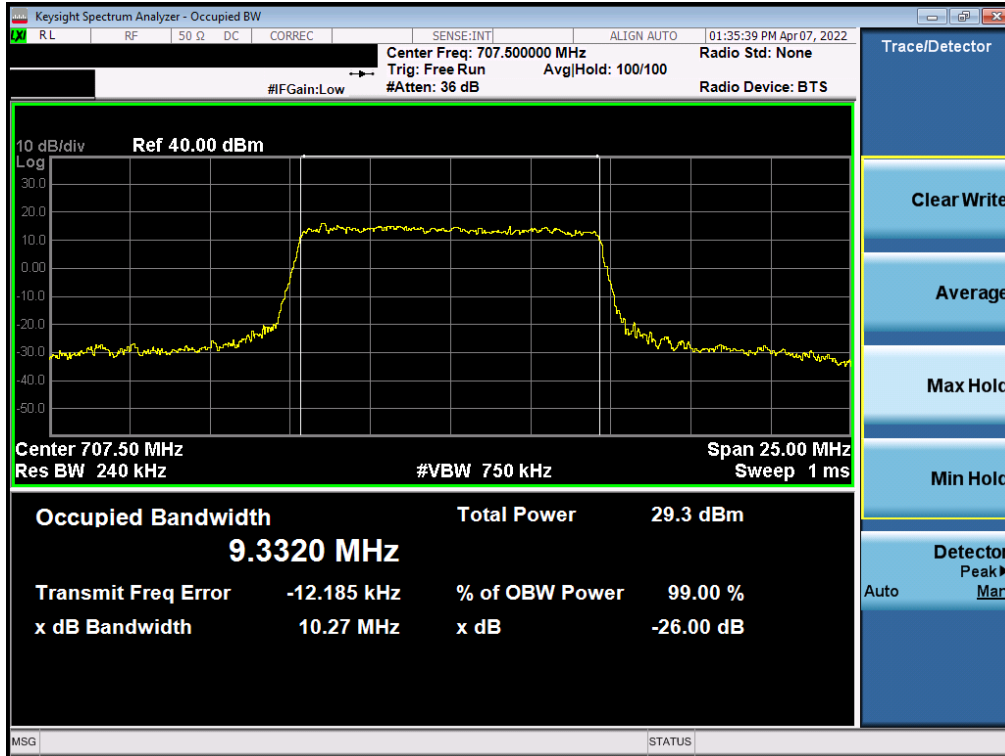 Keysight Spectrum Analyzer - Occupied BW
LXI RL RF 50 Ω DC CORREC SENSE:INT ALIGN AUTO 01:35:39 PM Apr 07, 2022
Center Freq: 707.500000 MHz Radio Std: None
Trig: Free Run Avg|Hold: 100/100
#IFGain:Low #Atten: 36 dB Radio Device: BTS
Trace/Detector
10 dB/div Ref 40.00 dBm
Log
30.0
20.0
10.0
0.00
-10.0
-20.0
-30.0
-40.0
-50.0
Center 707.50 MHz Span 25.00 MHz
Res BW 240 kHz #VBW 750 kHz Sweep 1 ms
Occupied Bandwidth Total Power 29.3 dBm
9.3320 MHz
Transmit Freq Error -12.185 kHz % of OBW Power 99.00 %
x dB Bandwidth 10.27 MHz x dB -26.00 dB
Clear Write
Average
Max Hold
Min Hold
Detector
Peak
Auto Man
MSG STATUS